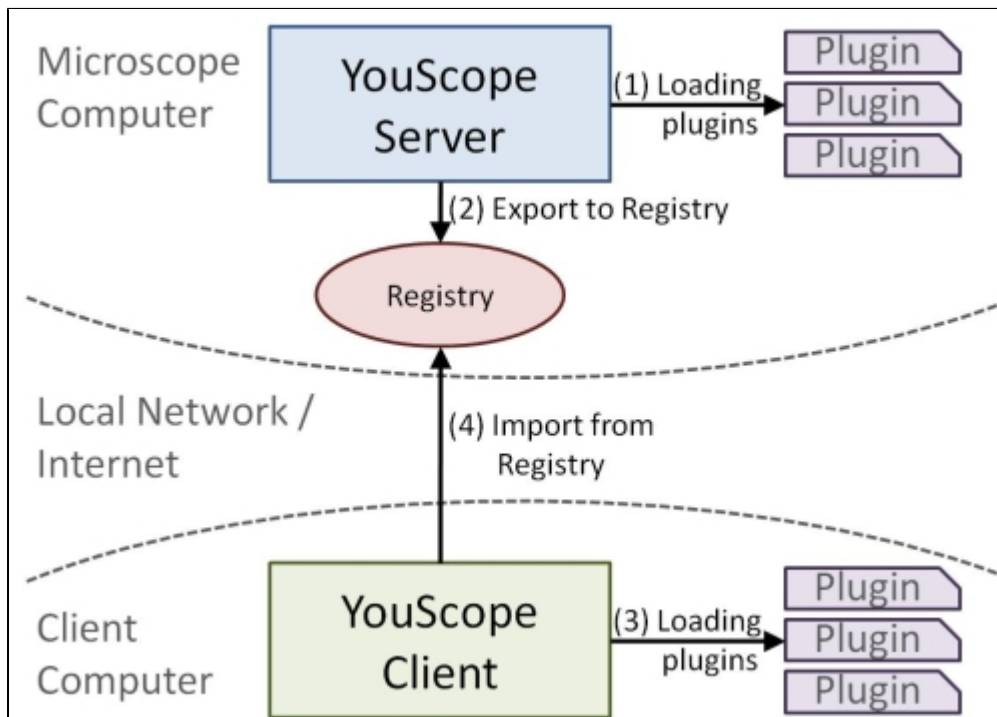 Microscope
Computer
YouScope
Server
(1) Loading
plugins
Plugin
Plugin
Plugin
(2) Export to Registry
Registry
Local Network /
Internet
(4) Import from
Registry
Client
Computer
YouScope
Client
(3) Loading
plugins
Plugin
Plugin
Plugin